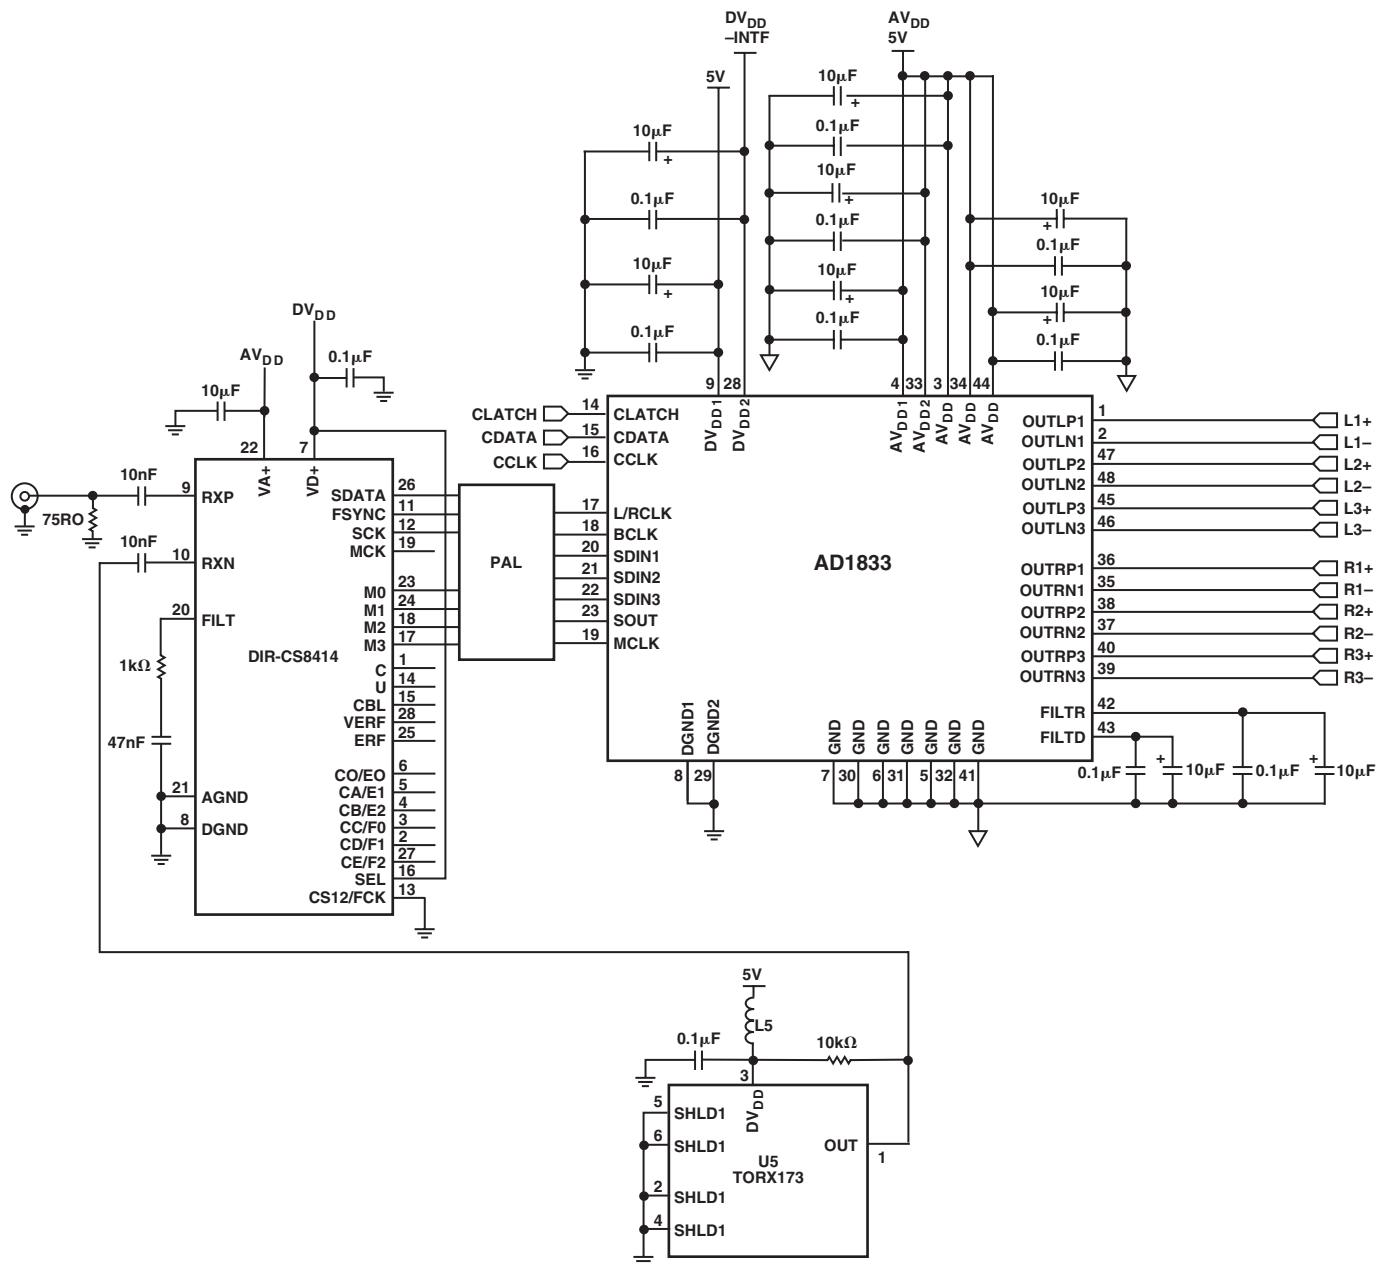 DVDD
–INTF
AVDD
5V
5V
10µF
0.1µF
10µF
0.1µF
10µF
0.1µF
10µF
0.1µF
10µF
0.1µF
10µF
0.1µF
10µF
0.1µF
+
+
+
+
+
+
+
9
28
4
33
3
34
44
DVDD1
DVDD2
AVDD1
AVDD2
AVDD
AVDD
AVDD
DVDD
AVDD
0.1µF
10µF
22
7
VA+
VD+
10nF
9
RXP
75RO
10nF
10
RXN
20
FILT
1kΩ
47nF
21
AGND
8
DGND
DIR-CS8414
SDATA 26
FSYNC 11
SCK 12
MCK 19
M0 23
M1 24
M2 18
M3 17
C 1
U 14
CBL 15
VERF 28
ERF 25
CO/EO 6
CA/E1 5
CB/E2 4
CC/F0 3
CD/F1 2
CE/F2 27
SEL 16
CS12/FCK 13
PAL
CLATCH 14 CLATCH
CDATA 15 CDATA
CCLK 16 CCLK
17 L/RCLK
18 BCLK
20 SDIN1
21 SDIN2
22 SDIN3
23 SOUT
19 MCLK
AD1833
OUTLP1 1 L1+
OUTLN1 2 L1–
OUTLP2 47 L2+
OUTLN2 48 L2–
OUTLP3 45 L3+
OUTLN3 46 L3–
OUTRP1 36 R1+
OUTRN1 35 R1–
OUTRP2 38 R2+
OUTRN2 37 R2–
OUTRP3 40 R3+
OUTRN3 39 R3–
FILTR 42
FILTD 43
DGND1
DGND2
GND
GND
GND
GND
GND
GND
GND
8
29
7
30
6
31
5
32
41
0.1µF
+
10µF
0.1µF
+
10µF
5V
L5
0.1µF
10kΩ
3
DVDD
5 SHLD1
6 SHLD1
2 SHLD1
4 SHLD1
OUT
1
U5
TORX173